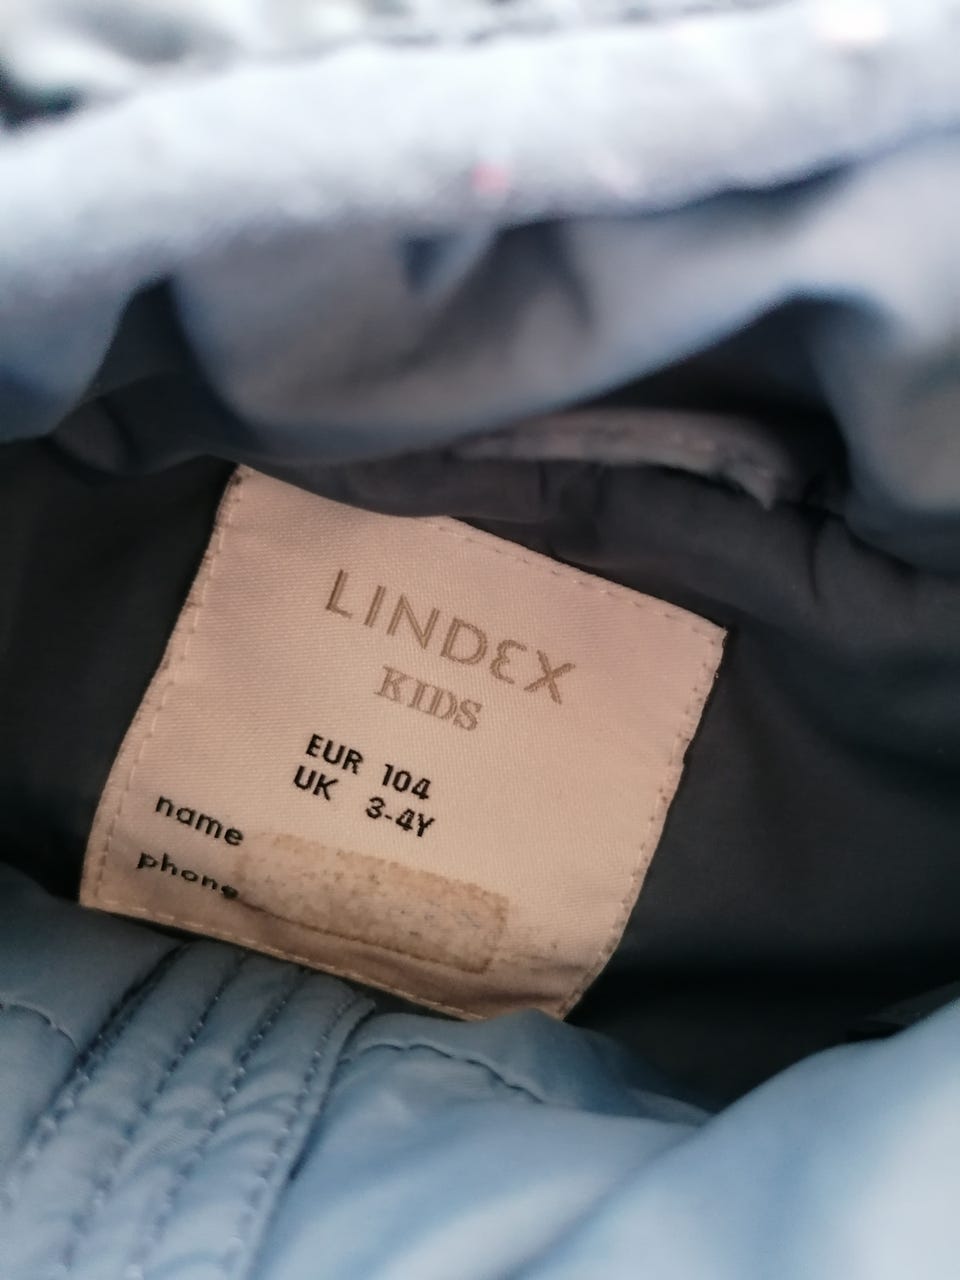 LINDEX
KIDS
EUR 104
UK 3-4Y
name
phone